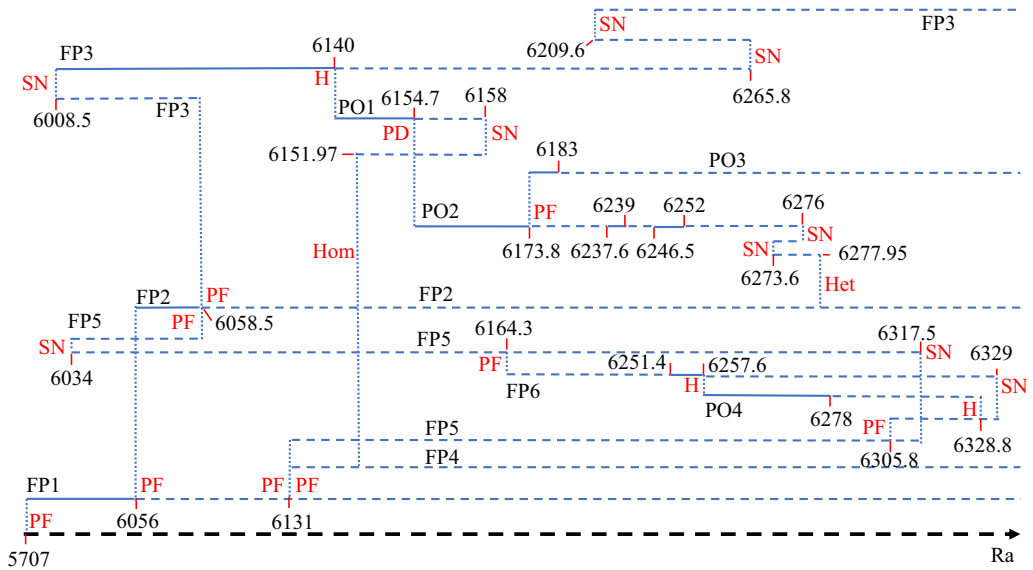 SN
FP3
6209.6
FP3
6140
H
SN
6265.8
SN
6008.5
FP3
PO1
6154.7
6158
PD
SN
6151.97
6183
PO3
PO2
PF
6173.8
6239
6237.6
6252
6246.5
6276
SN
SN
6273.6
6277.95
Het
Hom
FP2
PF
PF
6058.5
FP2
FP5
SN
6034
FP5
6164.3
PF
FP6
6251.4
6257.6
H
PO4
6278
6317.5
SN
6329
SN
H
6328.8
PF
6305.8
FP5
FP4
FP1
PF
PF
PF
PF
6056
6131
5707
Ra